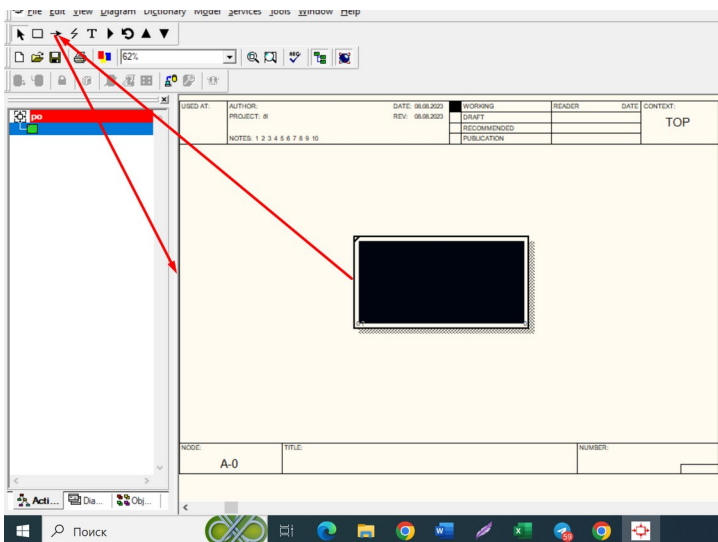 File Edit View Diagram Dictionary Model Services Tools Window Help
T
62%
ABC
po
USED AT:
AUTHOR:
DATE: 08.08.2023
WORKING
READER
DATE
CONTEXT:
PROJECT: dl
REV: 08.08.2023
DRAFT
TOP
RECOMMENDED
NOTES: 1 2 3 4 5 6 7 8 9 10
PUBLICATION
NODE:
TITLE:
NUMBER:
A-0
Acti...
Dia...
Obj...
Поиск
59